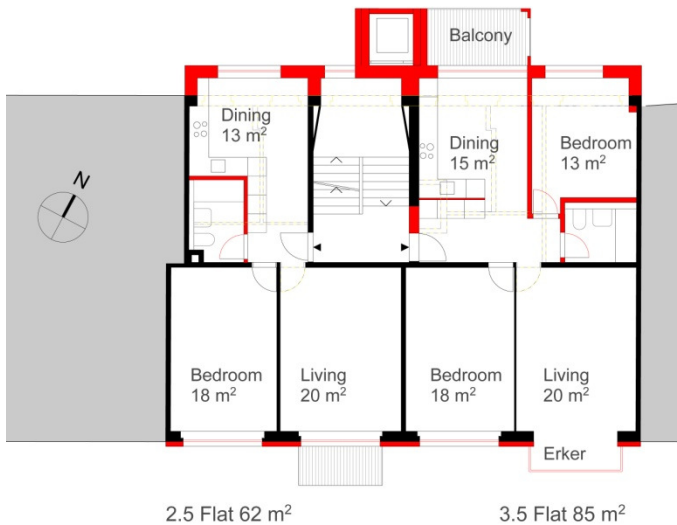 Balcony
Dining
13 m²
Dining
15 m²
Bedroom
13 m²
N
Bedroom
18 m²
Living
20 m²
Bedroom
18 m²
Living
20 m²
Erker
2.5 Flat 62 m²
3.5 Flat 85 m²